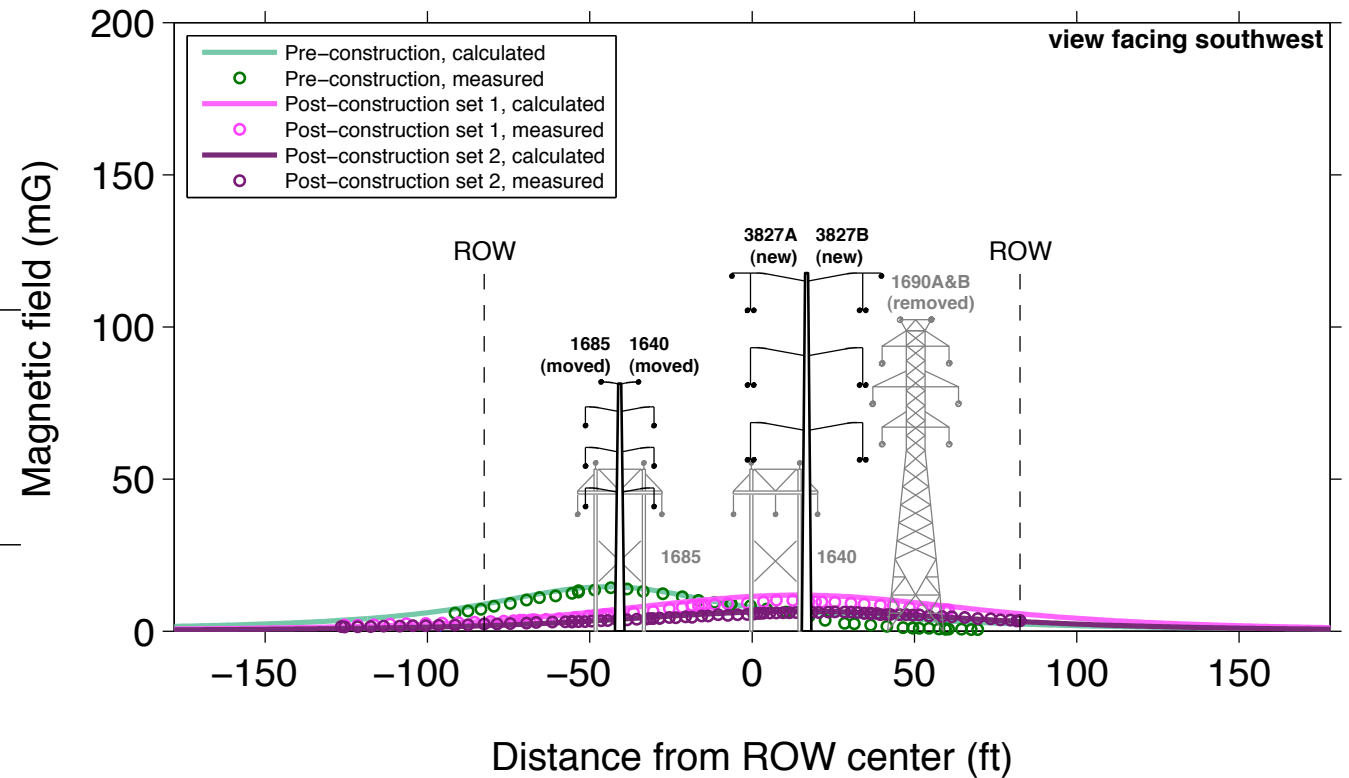 200
view facing southwest
Pre−construction, calculated
Pre−construction, measured
Post−construction set 1, calculated
Post−construction set 1, measured
Post−construction set 2, calculated
Post−construction set 2, measured
150
Magnetic field (mG)
ROW
3827A
(new)
3827B
(new)
ROW
1690A&B
(removed)
100
1685
(moved)
1640
(moved)
50
1685
1640
0
−150
−100
−50
0
50
100
150
Distance from ROW center (ft)